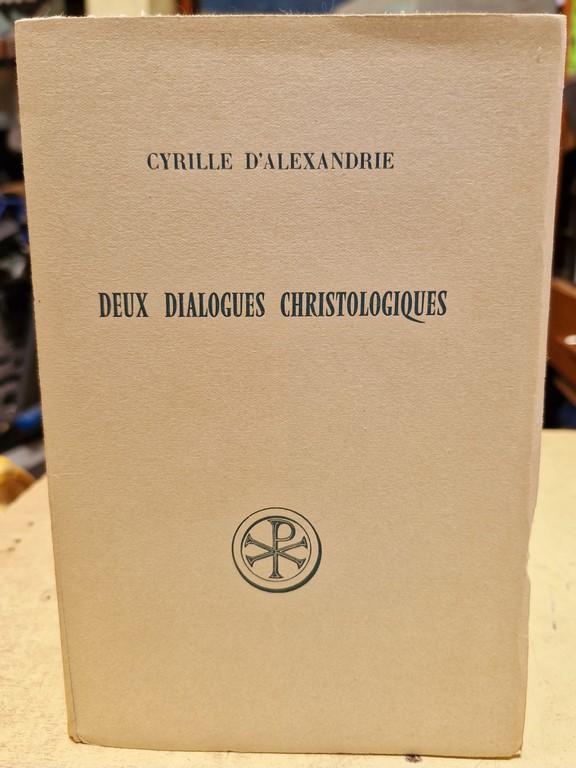 CYRILLE D'ALEXANDRIE
DEUX DIALOGUES CHRISTOLOGIQUES